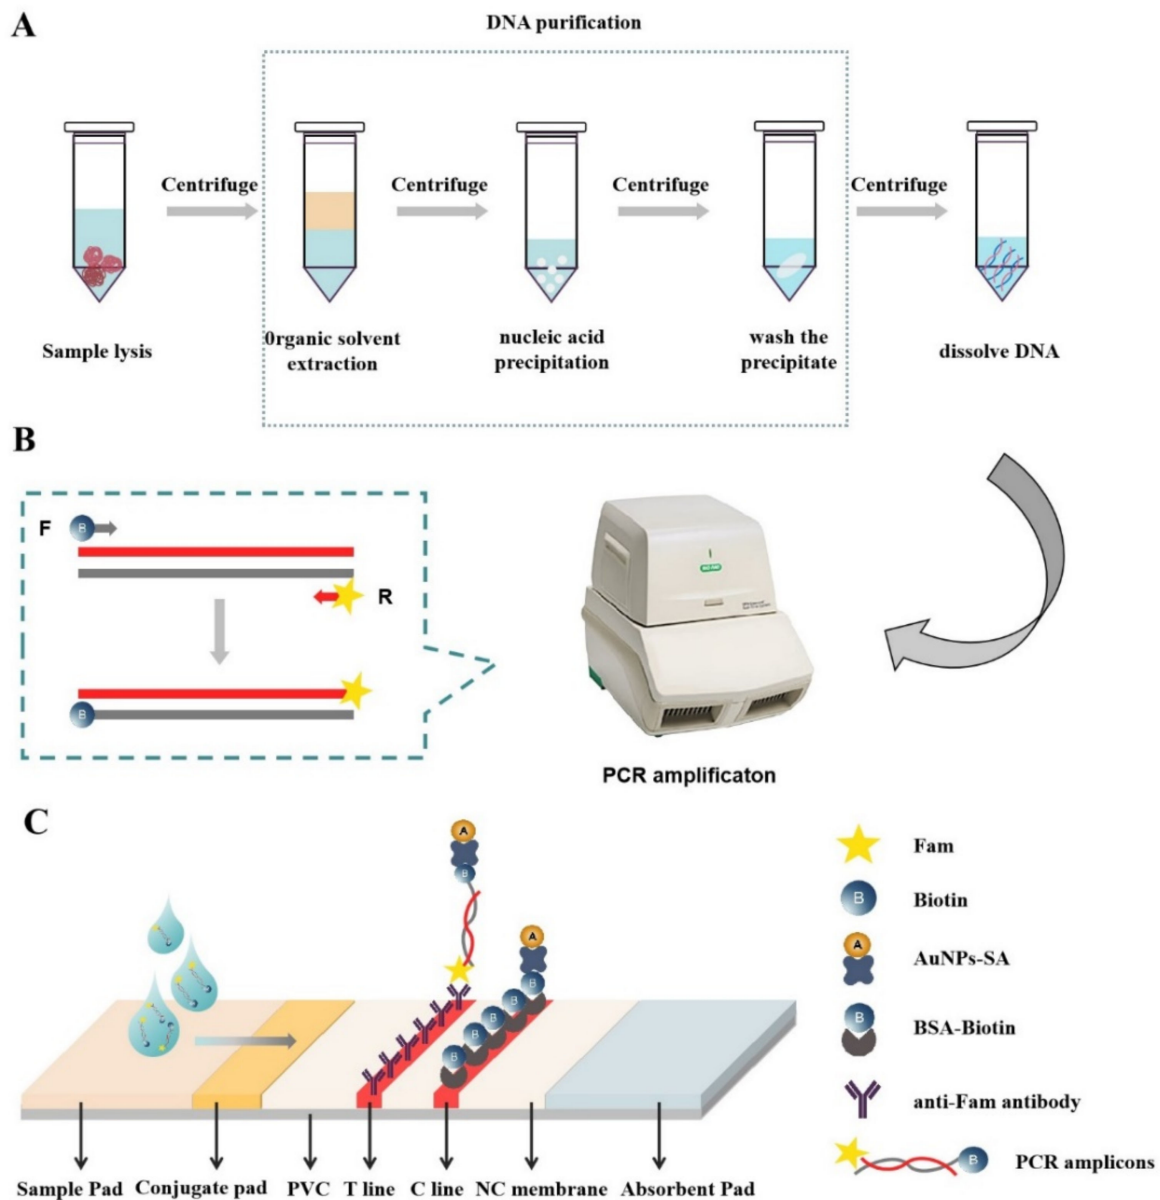 A
DNA purification
Centrifuge
Centrifuge
Centrifuge
Centrifuge
Sample lysis
0rganic solvent
extraction
nucleic acid
precipitation
wash the
precipitate
dissolve DNA
B
F
B
R
B
PCR amplificaton
C
A
B
A
B
B
B
B
B
Fam
B
Biotin
A
AuNPs-SA
B
BSA-Biotin
anti-Fam antibody
B
PCR amplicons
Sample Pad
Conjugate pad
PVC
T line
C line
NC membrane
Absorbent Pad